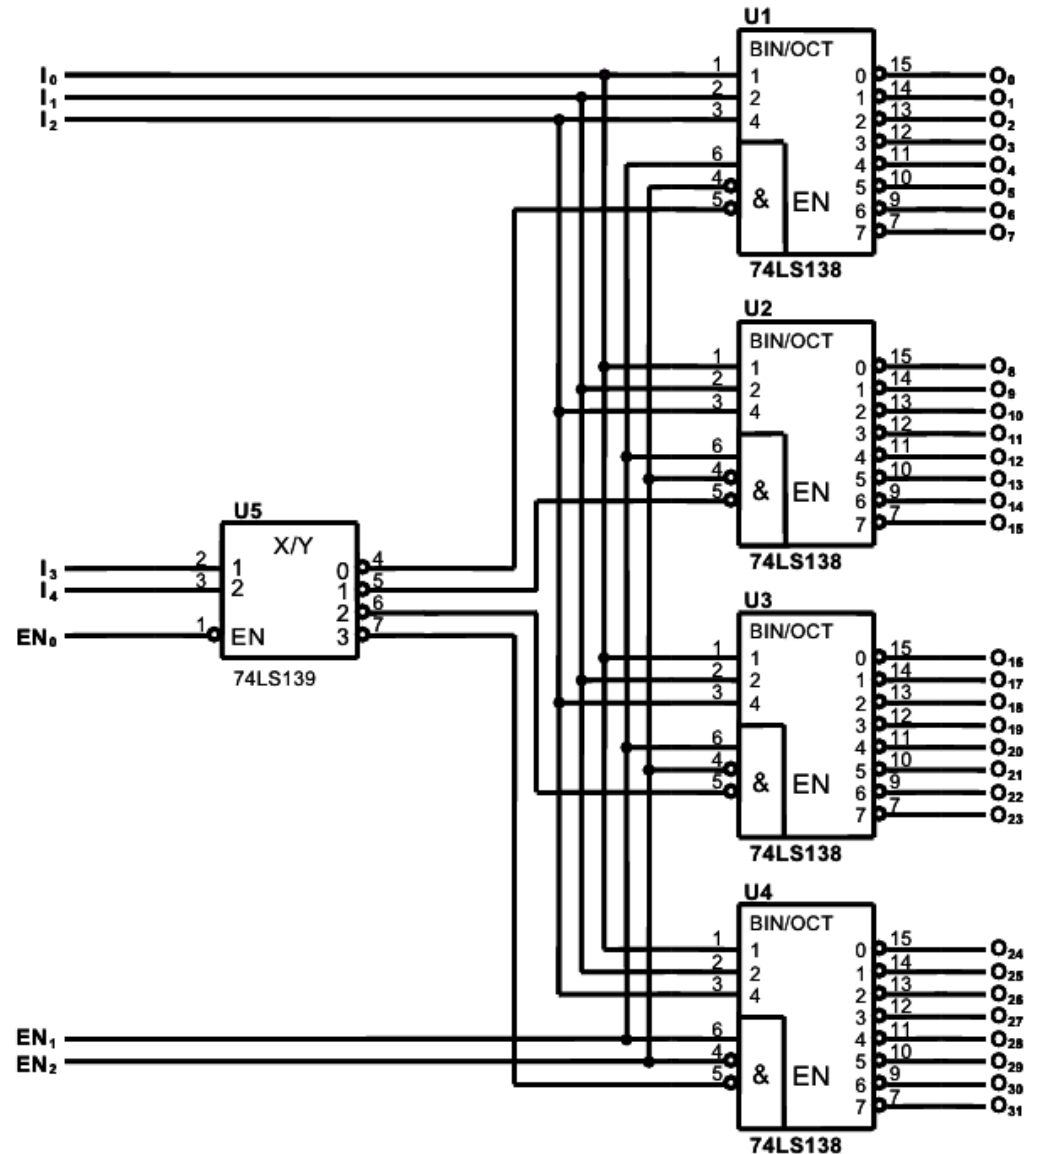 U1
BIN/OCT
I₀ 1 1 0 15 O₀
I₁ 2 2 1 14 O₁
I₂ 3 4 2 13 O₂
3 12 O₃
6 4 11 O₄
4 5 10 O₅
5 & EN 6 9 O₆
7 7 O₇
74LS138
U2
BIN/OCT
1 1 0 15 O₈
2 2 1 14 O₉
3 4 2 13 O₁₀
3 12 O₁₁
6 4 11 O₁₂
4 5 10 O₁₃
5 & EN 6 9 O₁₄
7 7 O₁₅
74LS138
U5
X/Y
I₃ 2 1 0 4
I₄ 3 2 1 5
2 6
EN₀ 1 EN 3 7
74LS139
U3
BIN/OCT
1 1 0 15 O₁₆
2 2 1 14 O₁₇
3 4 2 13 O₁₈
3 12 O₁₉
6 4 11 O₂₀
4 5 10 O₂₁
5 & EN 6 9 O₂₂
7 7 O₂₃
74LS138
U4
BIN/OCT
1 1 0 15 O₂₄
2 2 1 14 O₂₅
3 4 2 13 O₂₆
3 12 O₂₇
EN₁ 6 4 11 O₂₈
EN₂ 4 5 10 O₂₉
5 & EN 6 9 O₃₀
7 7 O₃₁
74LS138